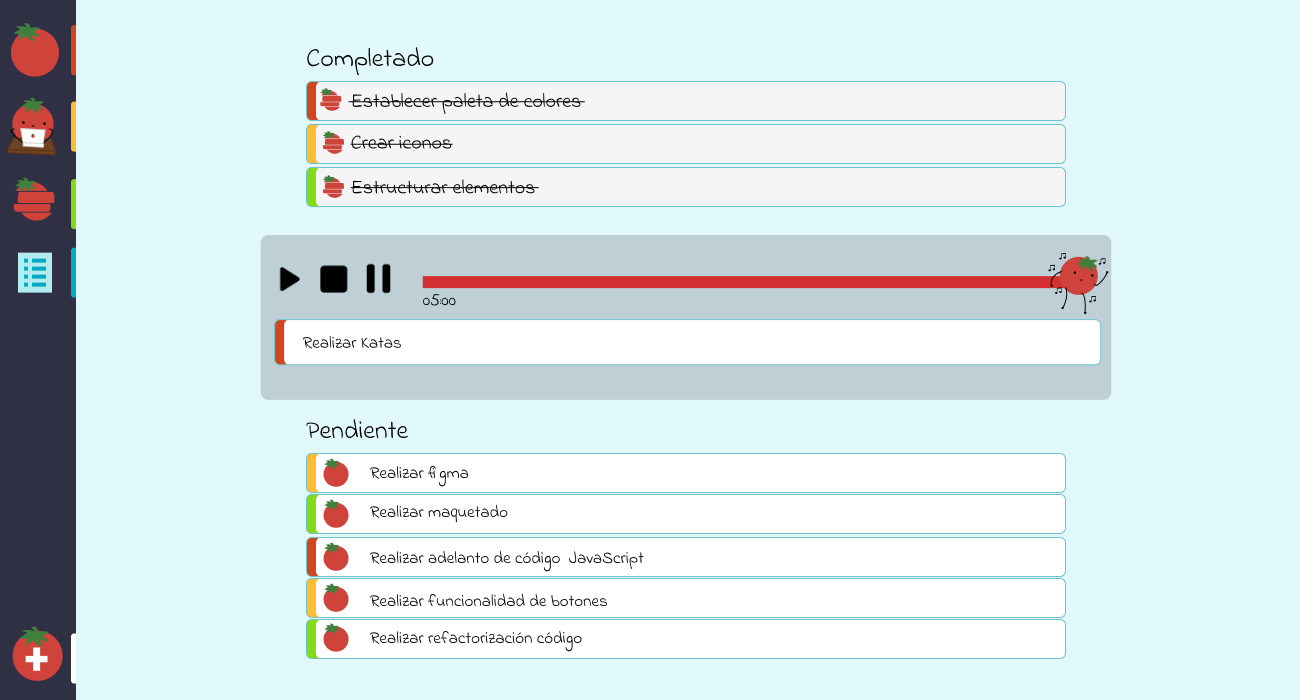 Completado
Establecer paleta de colores
Crear iconos
Estructurar elementos
05:00
Realizar Katas
Pendiente
Realizar figma
Realizar maquetado
Realizar adelanto de código JavaScript
Realizar funcionalidad de botones
Realizar refactorización código